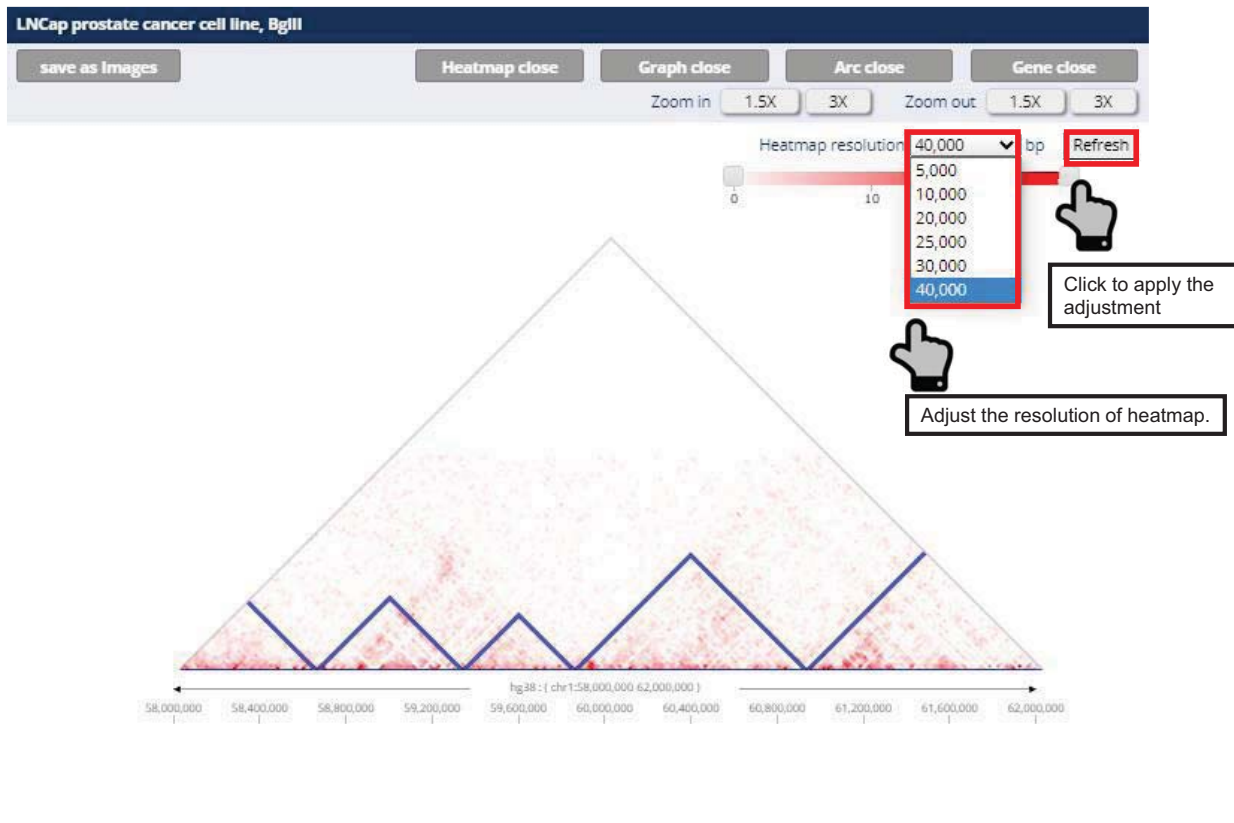 LNCap prostate cancer cell line, BglII
save as Images Heatmap close Graph close Arc close Gene close
Zoom in 1.5X 3X Zoom out 1.5X 3X
Heatmap resolution 40,000 bp Refresh
5,000
0 10 10,000
20,000
25,000
30,000
40,000
Click to apply the
adjustment
Adjust the resolution of heatmap.
hg38 : ( chr1:58,000,000 62,000,000 )
58,000,000 58,400,000 58,800,000 59,200,000 59,600,000 60,000,000 60,400,000 60,800,000 61,200,000 61,600,000 62,000,000